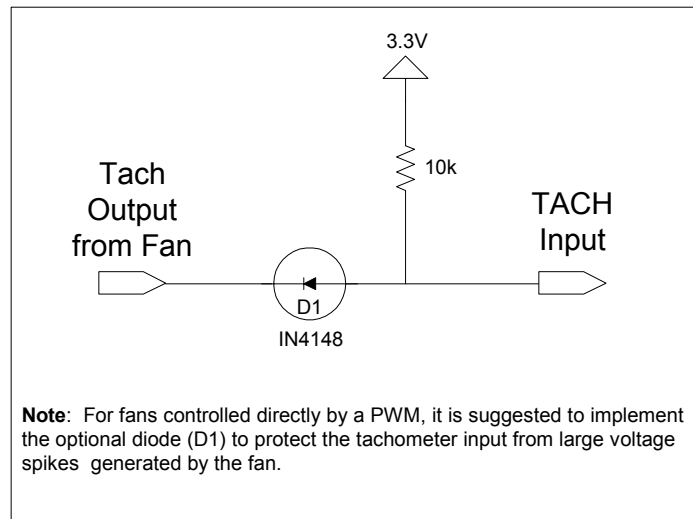 3.3V
10k
Tach
Output
from Fan
TACH
Input
D1
IN4148
Note: For fans controlled directly by a PWM, it is suggested to implement
the optional diode (D1) to protect the tachometer input from large voltage
spikes generated by the fan.